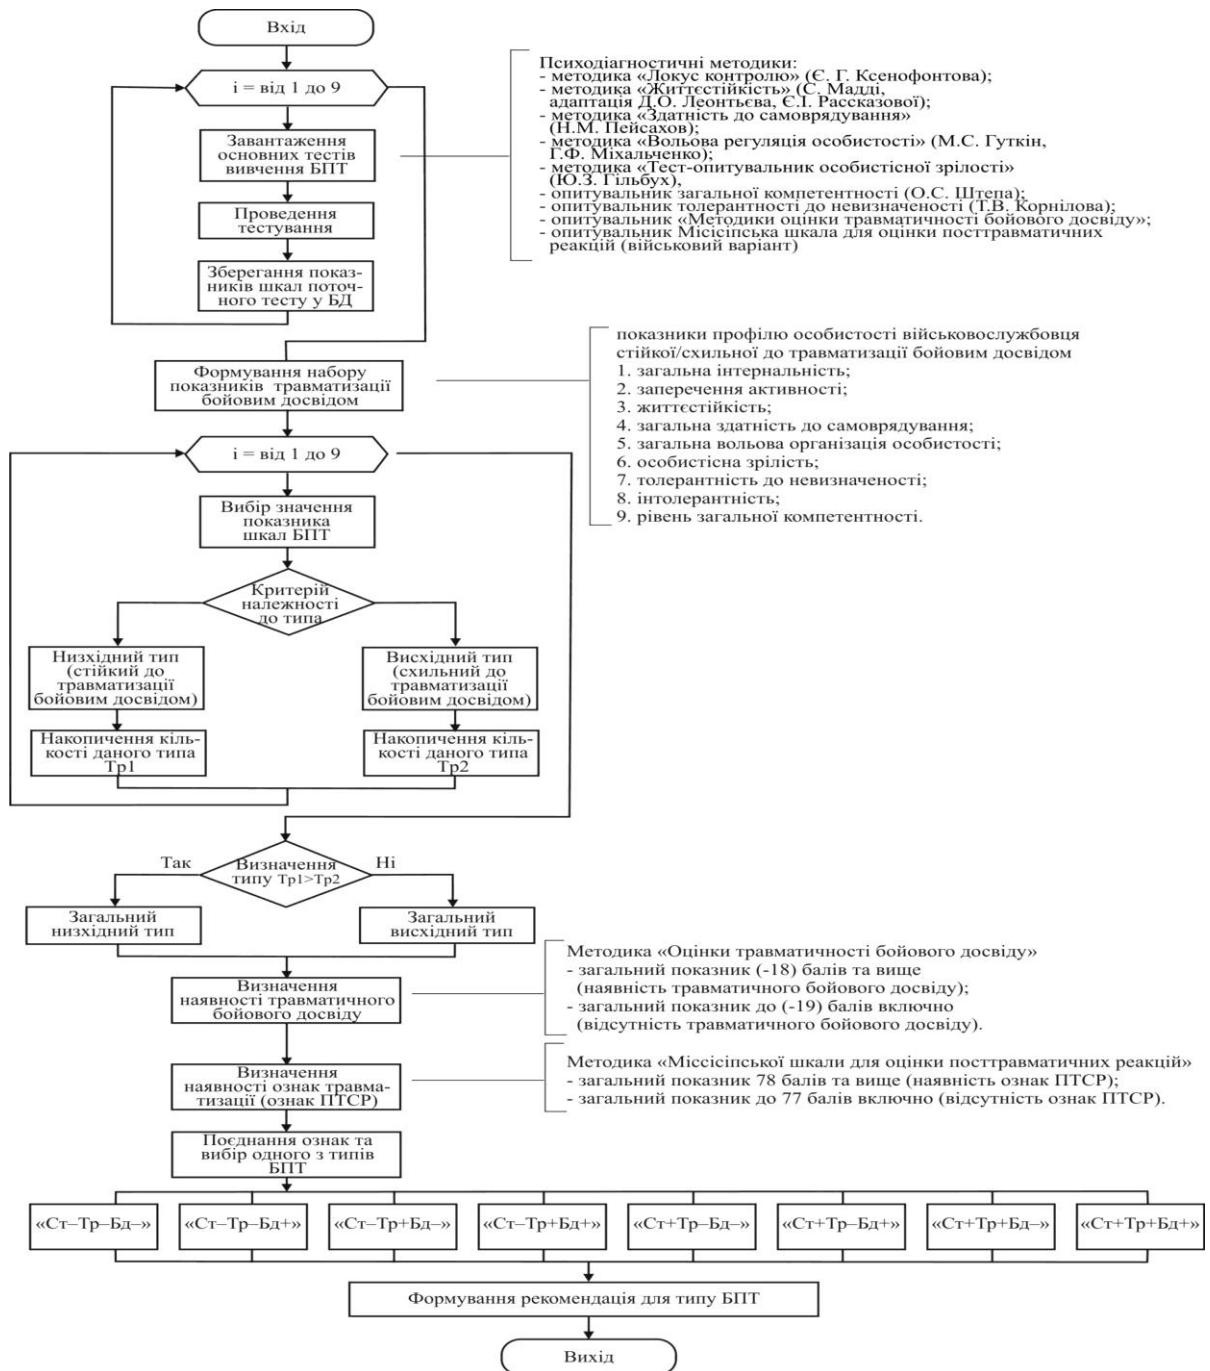 Вхід
i = від 1 до 9
Завантаження
основних тестів
вивчення БПТ
Проведення
тестування
Зберегання показ-
ників шкал поточ-
ного тесту у БД
Психодіагностичні методики:
- методика «Локус контролю» (Є. Г. Ксенофонтова);
- методика «Життєстійкість» (С. Мадді,
адаптація Д.О. Леонтьєва, Є.І. Рассказової);
- методика «Здатність до самоврядування»
(Н.М. Пейсахов);
- методика «Вольова регуляція особистості» (М.С. Гуткін,
Г.Ф. Міхальченко);
- методика «Тест-опитувальник особистісної зрілості»
(Ю.З. Гільбух),
- опитувальник загальної компетентності (О.С. Штепа);
- опитувальник толерантності до невизначеності (Т.В. Корнілова);
- опитувальник «Методики оцінки травматичності бойового досвіду»;
- опитувальник Місісіпська шкала для оцінки посттравматичних
реакцій (військовий варіант)
Формування набору
показників травматизації
бойовим досвідом
показники профілю особистості військовослужбовця
стійкої/схильної до травматизації бойовим досвідом
1. загальна інтернальність;
2. заперечення активності;
3. життєстійкість;
4. загальна здатність до самоврядування;
5. загальна вольова організація особистості;
6. особистісна зрілість;
7. толерантність до невизначеності;
8. інтолерантність;
9. рівень загальної компетентності.
i = від 1 до 9
Вибір значення
показника
шкал БПТ
Критерій
належності
до типа
Низхідний тип
(стійкий до
травматизації
бойовим досвідом)
Висхідний тип
(схильний до
травматизації
бойовим досвідом)
Накопичення кіль-
кості даного типа
Тр1
Накопичення кіль-
кості даного типа
Тр2
Так
Визначення
типу Тр1>Тр2
Ні
Загальний
низхідний тип
Загальний
висхідний тип
Визначення
наявності травматичного
бойового досвіду
Методика «Оцінки травматичності бойового досвіду»
- загальний показник (-18) балів та вище
(наявність травматичного бойового досвіду);
- загальний показник до (-19) балів включно
(відсутність травматичного бойового досвіду).
Визначення
наявності ознак травма-
тизації (ознак ПТСР)
Методика «Міссісіпської шкали для оцінки посттравматичних реакцій»
- загальний показник 78 балів та вище (наявність ознак ПТСР);
- загальний показник до 77 балів включно (відсутність ознак ПТСР).
Поєднання ознак та
вибір одного з типів
БПТ
«Ст–Тр–Бд–»
«Ст–Тр–Бд+»
«Ст–Тр+Бд–»
«Ст–Тр+Бд+»
«Ст+Тр–Бд–»
«Ст+Тр–Бд+»
«Ст+Тр+Бд–»
«Ст+Тр+Бд+»
Формування рекомендація для типу БПТ
Вихід